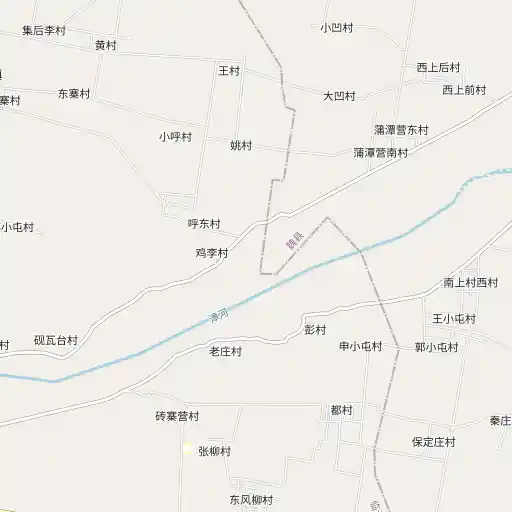 小凹村
集后李村
黄村
王村
西上后村
西上前村
东寨村
寨村
大凹村
蒲潭营东村
小呼村
姚村
蒲潭营南村
呼东村
小屯村
魏县
鸡李村
南上村西村
漳河
王小屯村
彭村
砚瓦台村
村
老庄村
申小屯村
郭小屯村
砖寨营村
都村
秦庄
保定庄村
张柳村
东风柳村